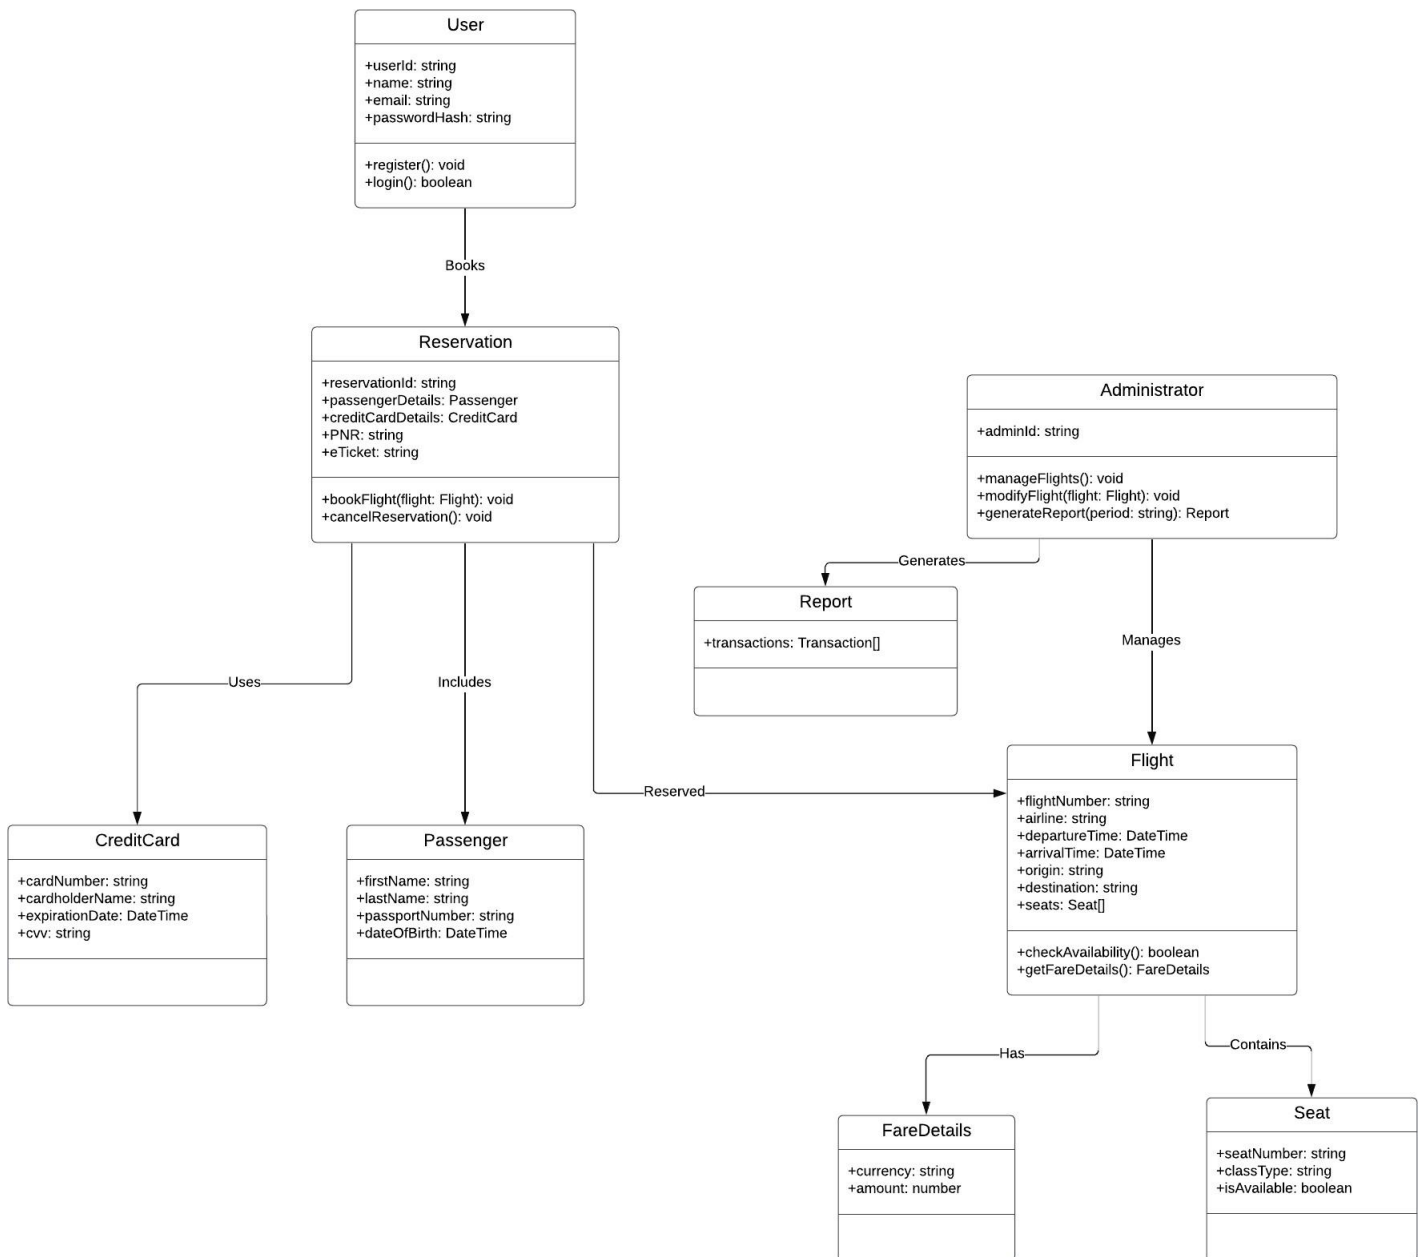 User
+userId: string
+name: string
+email: string
+passwordHash: string
+register(): void
+login(): boolean
Books
Reservation
+reservationId: string
+passengerDetails: Passenger
+creditCardDetails: CreditCard
+PNR: string
+eTicket: string
+bookFlight(flight: Flight): void
+cancelReservation(): void
Administrator
+adminId: string
+manageFlights(): void
+modifyFlight(flight: Flight): void
+generateReport(period: string): Report
Generates
Report
+transactions: Transaction[]
Manages
Uses
Includes
Reserved
CreditCard
+cardNumber: string
+cardholderName: string
+expirationDate: DateTime
+cvv: string
Passenger
+firstName: string
+lastName: string
+passportNumber: string
+dateOfBirth: DateTime
Flight
+flightNumber: string
+airline: string
+departureTime: DateTime
+arrivalTime: DateTime
+origin: string
+destination: string
+seats: Seat[]
+checkAvailability(): boolean
+getFareDetails(): FareDetails
Has
Contains
FareDetails
+currency: string
+amount: number
Seat
+seatNumber: string
+classType: string
+isAvailable: boolean